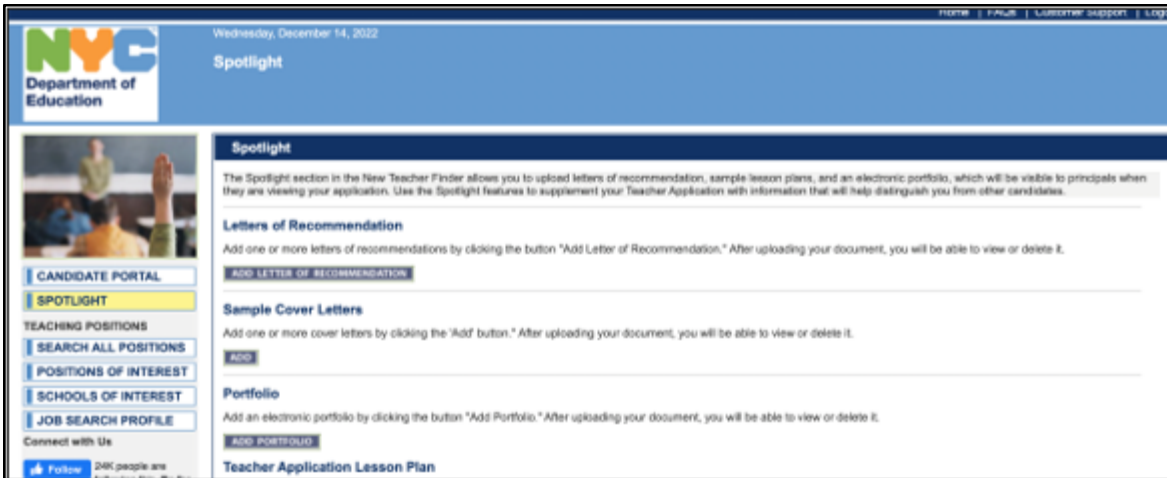 Home | FAQs | Customer Support |
Wednesday, December 14, 2022
Spotlight
NYC
Department of
Education
Spotlight
The Spotlight section in the New Teacher Finder allows you to upload letters of recommendation, sample lesson plans, and an electronic portfolio, which will be visible to principals when
they are viewing your application. Use the Spotlight features to supplement your Teacher Application with information that will help distinguish you from other candidates.
Letters of Recommendation
Add one or more letters of recommendations by clicking the button "Add Letter of Recommendation." After uploading your document, you will be able to view or delete it.
ADD LETTER OF RECOMMENDATION
Sample Cover Letters
Add one or more cover letters by clicking the 'Add' button." After uploading your document, you will be able to view or delete it.
ADD
Portfolio
Add an electronic portfolio by clicking the button "Add Portfolio." After uploading your document, you will be able to view or delete it.
ADD PORTFOLIO
Teacher Application Lesson Plan
CANDIDATE PORTAL
SPOTLIGHT
TEACHING POSITIONS
SEARCH ALL POSITIONS
POSITIONS OF INTEREST
SCHOOLS OF INTEREST
JOB SEARCH PROFILE
Connect with Us
Follow
24K people are